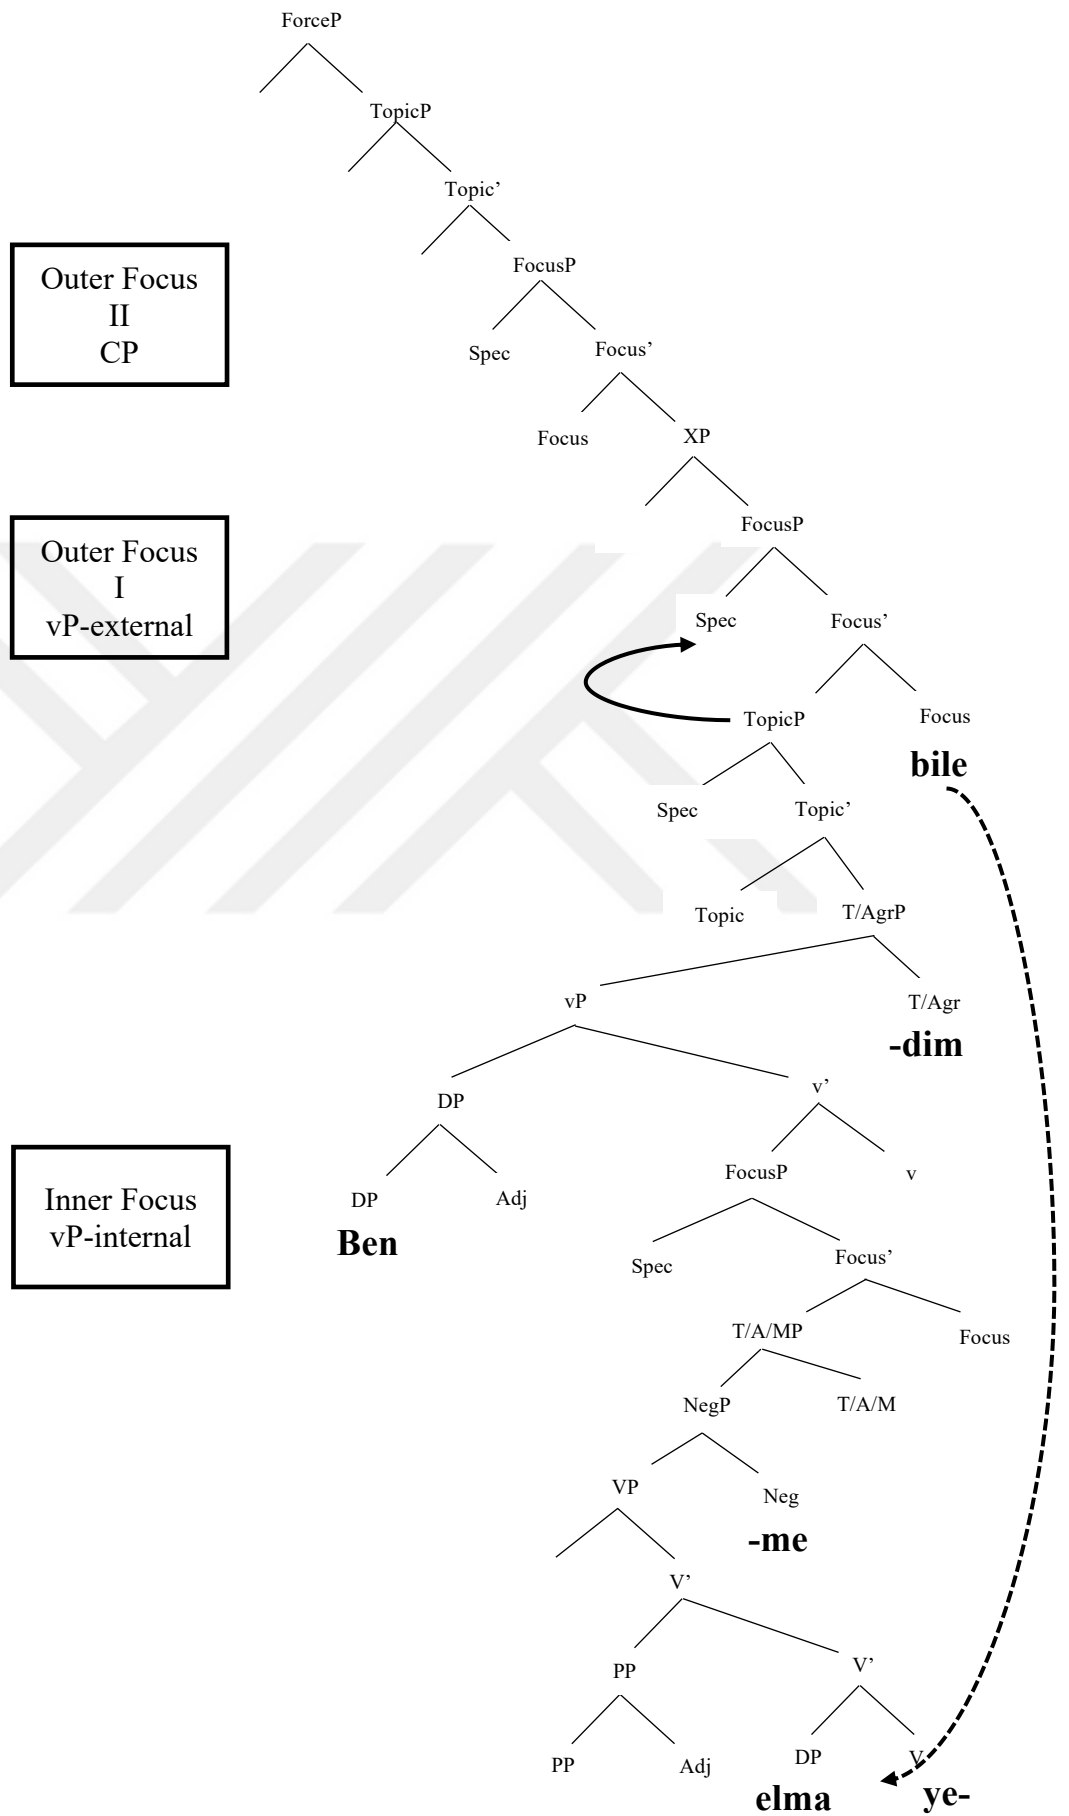 ForceP
TopicP
Topic’
Outer Focus
II
CP
FocusP
Spec Focus’
Focus XP
Outer Focus
I
vP-external
FocusP
Spec Focus’
TopicP Focus
bile
Spec Topic’
Topic T/AgrP
vP T/Agr
-dim
DP v’
Inner Focus
vP-internal
DP Adj FocusP v
Ben
Spec Focus’
T/A/MP Focus
NegP T/A/M
VP Neg
-me
V’
PP V’
PP Adj DP V
elma ye-